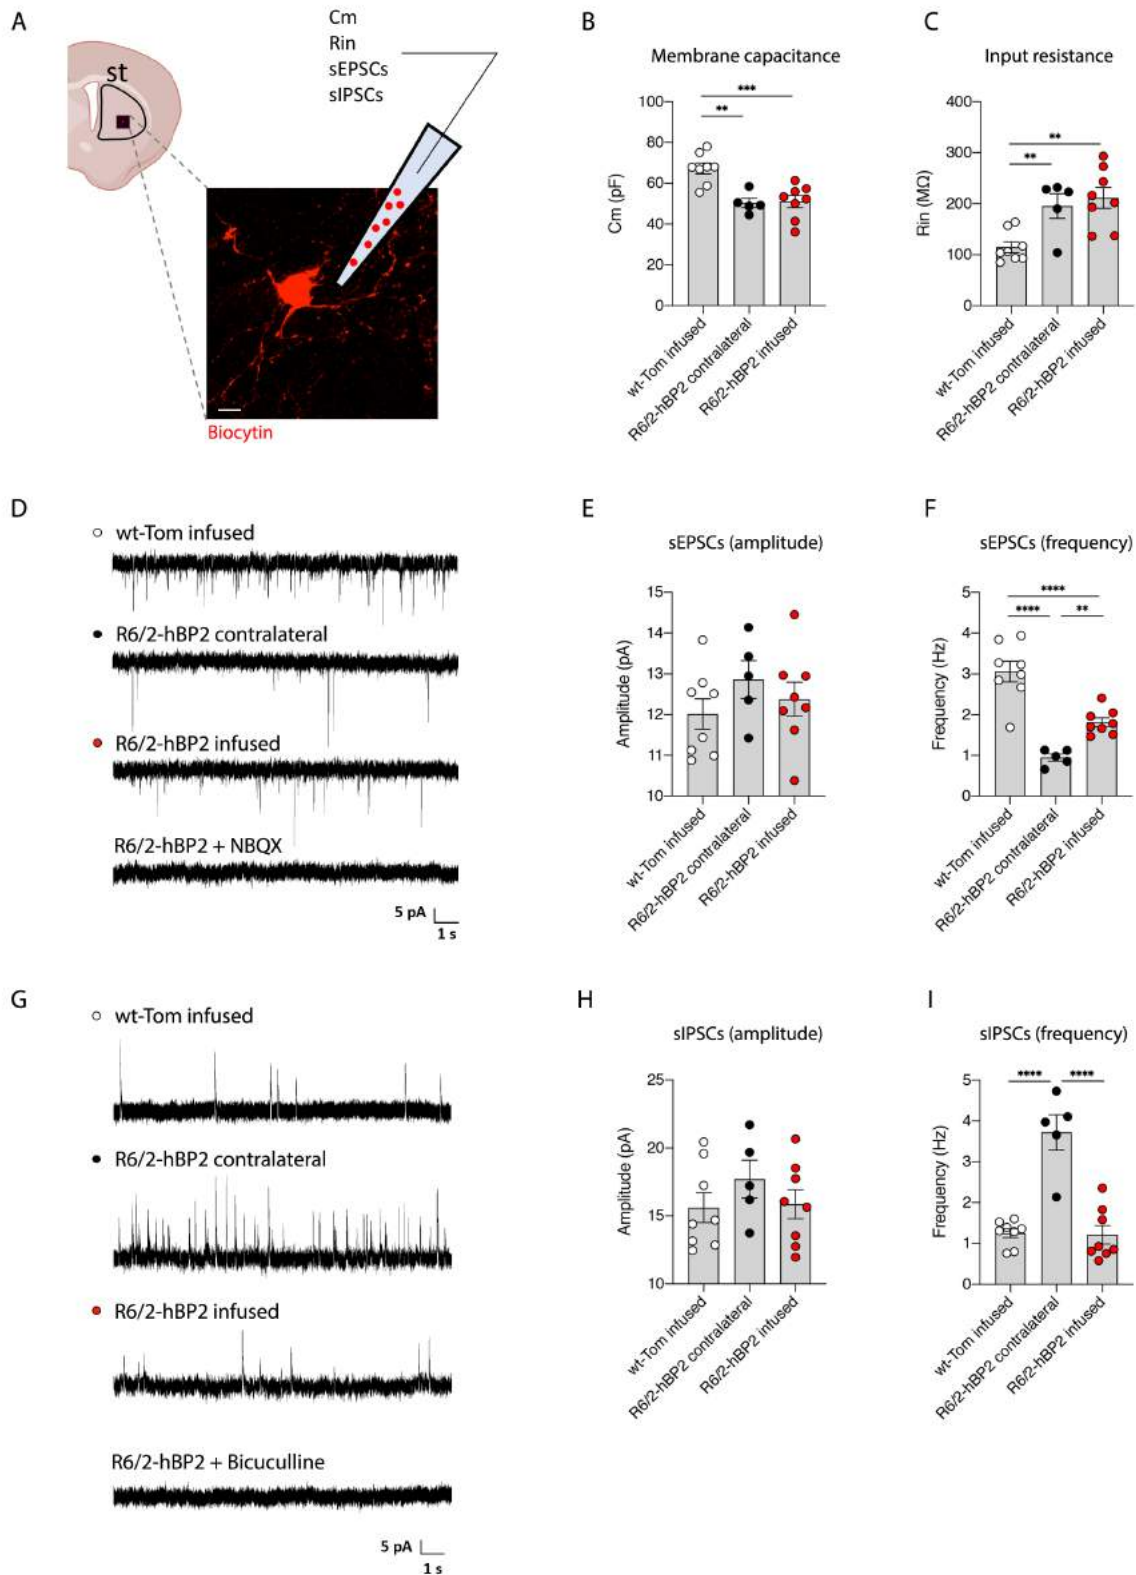 A
Cm
Rin
sEPSCs
sIPSCs
st
Biocytin
B
Membrane capacitance
***
**
Cm (pF)
100
80
60
40
20
0
wt-Tom infused
R6/2-hBP2 contralateral
R6/2-hBP2 infused
C
Input resistance
**
**
Rin (MΩ)
400
300
200
100
0
wt-Tom infused
R6/2-hBP2 contralateral
R6/2-hBP2 infused
D
wt-Tom infused
R6/2-hBP2 contralateral
R6/2-hBP2 infused
R6/2-hBP2 + NBQX
5 pA
1 s
E
sEPSCs (amplitude)
Amplitude (pA)
15
14
13
12
11
10
wt-Tom infused
R6/2-hBP2 contralateral
R6/2-hBP2 infused
F
sEPSCs (frequency)
****
**** **
Frequency (Hz)
5
4
3
2
1
0
wt-Tom infused
R6/2-hBP2 contralateral
R6/2-hBP2 infused
G
wt-Tom infused
R6/2-hBP2 contralateral
R6/2-hBP2 infused
R6/2-hBP2 + Bicuculline
5 pA
1 s
H
sIPSCs (amplitude)
Amplitude (pA)
25
20
15
10
wt-Tom infused
R6/2-hBP2 contralateral
R6/2-hBP2 infused
I
sIPSCs (frequency)
**** ****
Frequency (Hz)
5
4
3
2
1
0
wt-Tom infused
R6/2-hBP2 contralateral
R6/2-hBP2 infused